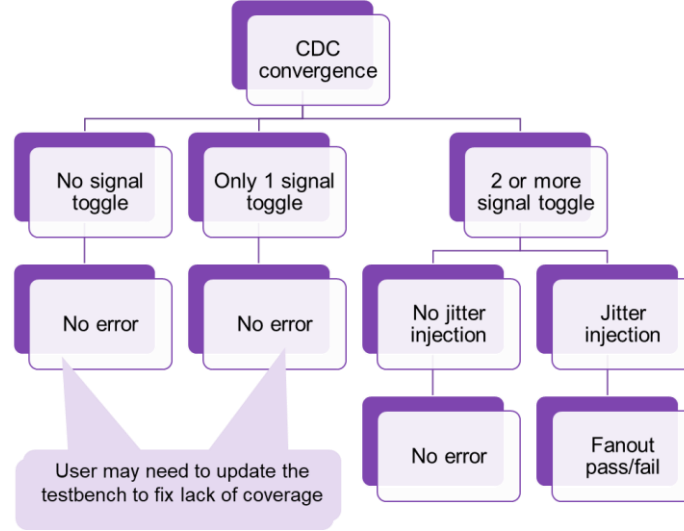 CDC
convergence
No signal
toggle
Only 1 signal
toggle
2 or more
signal toggle
No error
No error
No jitter
injection
Jitter
injection
No error
Fanout
pass/fail
User may need to update the
testbench to fix lack of coverage